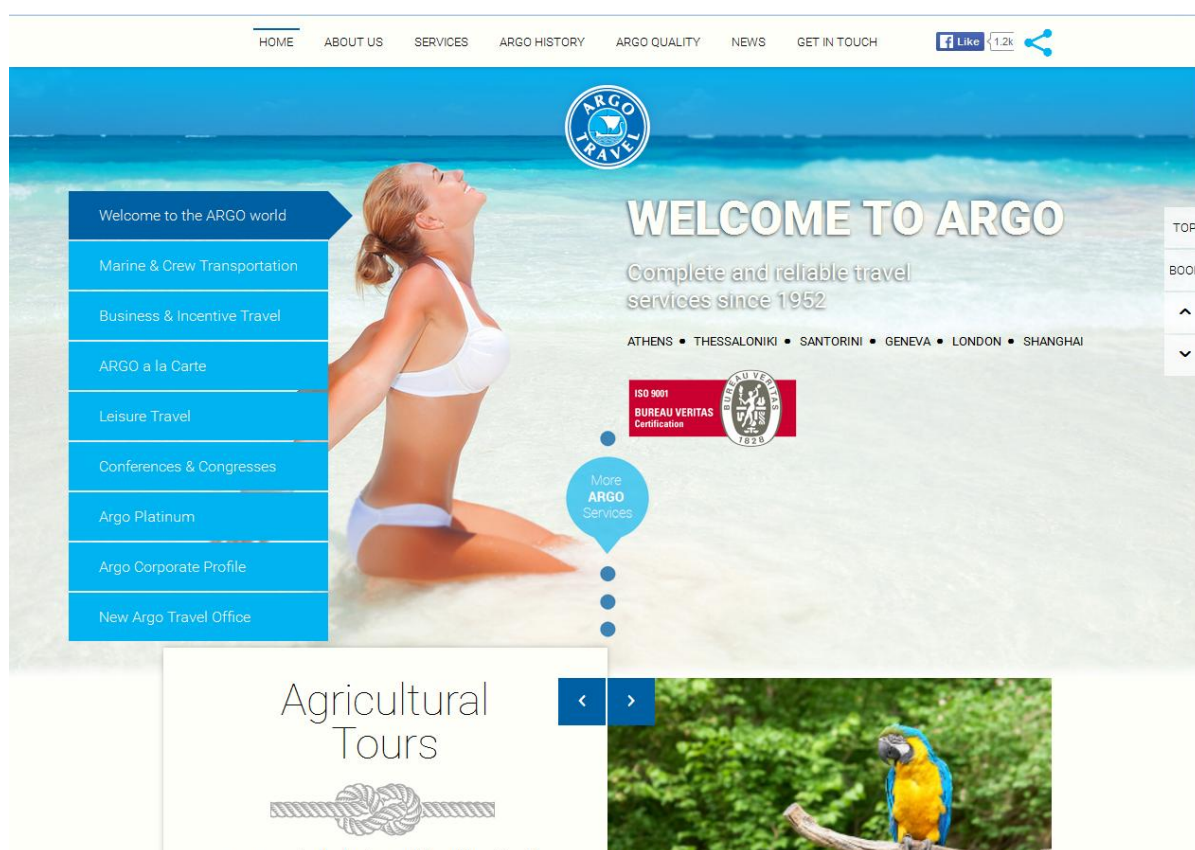 HOME ABOUT US SERVICES ARGO HISTORY ARGO QUALITY NEWS GET IN TOUCH
Like 1.2k
ARGO
TRAVEL
Welcome to the ARGO world
Marine & Crew Transportation
Business & Incentive Travel
ARGO a la Carte
Leisure Travel
Conferences & Congresses
Argo Platinum
Argo Corporate Profile
New Argo Travel Office
WELCOME TO ARGO
Complete and reliable travel
services since 1952
ATHENS • THESSALONIKI • SANTORINI • GENEVA • LONDON • SHANGHAI
ISO 9001
BUREAU VERITAS
Certification
BUREAU VERITAS
1828
More
ARGO
Services
TOP
BOO
Agricultural
Tours